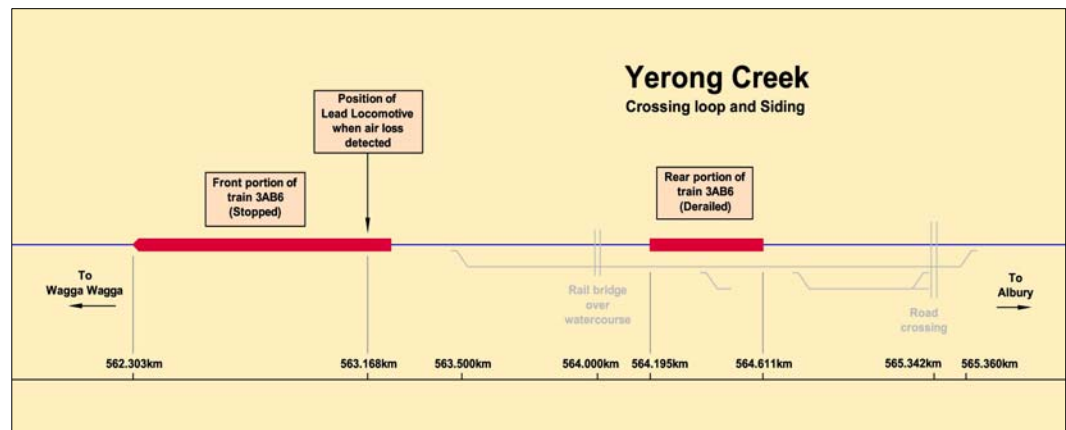 Yerong Creek
Crossing loop and Siding
Position of
Lead Locomotive
when air loss
detected
Front portion of
train 3AB6
(Stopped)
Rear portion of
train 3AB6
(Derailed)
To
Wagga Wagga
Rail bridge
over
watercourse
Road
crossing
To
Albury
562.303km
563.168km
563.500km
564.000km
564.195km
564.611km
565.342km
565.360km